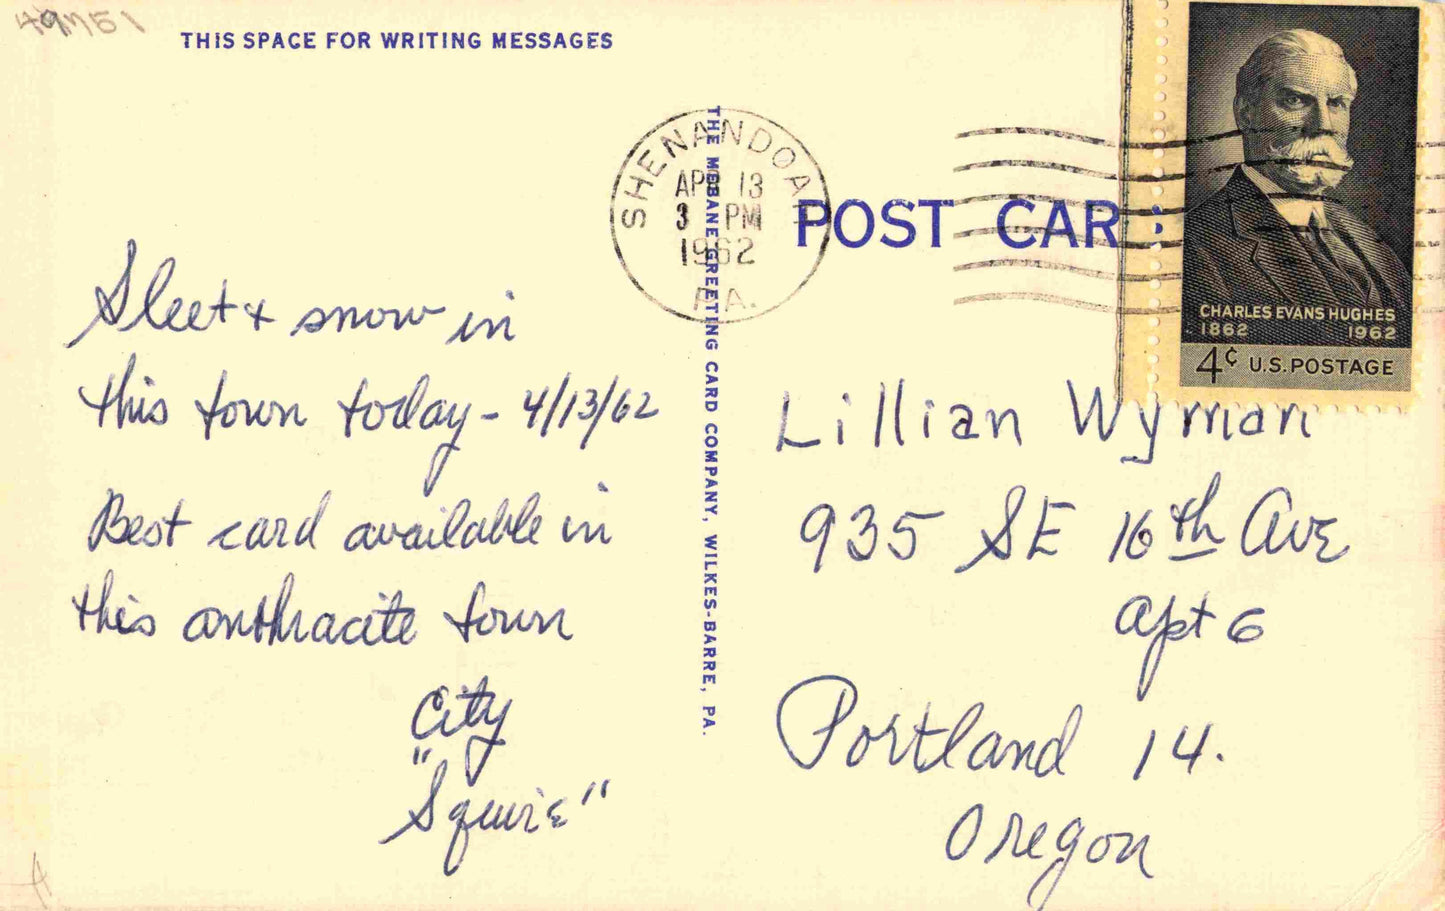 49751
THIS SPACE FOR WRITING MESSAGES
Sleet & snow in
this town today - 4/13/62
Best card available in
this anthracite town
City
"Squire"
THE MEBANE GREETING CARD COMPANY, WILKES-BARRE, PA.
SHENANDOAH
APR 13
3 PM
1962
PA.
POST CAR
CHARLES EVANS HUGHES
1862 1962
4¢ U.S. POSTAGE
Lillian Wyman
935 SE 16th Ave
Apt 6
Portland 14.
Oregon